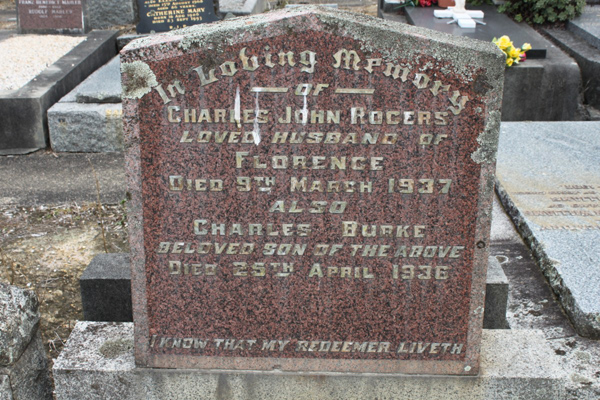 In Loving Memory
OF
CHARLES JOHN ROGERS
LOVED HUSBAND OF
FLORENCE
DIED 9TH MARCH 1937
ALSO
CHARLES BURKE
BELOVED SON OF THE ABOVE
DIED 25TH APRIL 1936
I KNOW THAT MY REDEEMER LIVETH